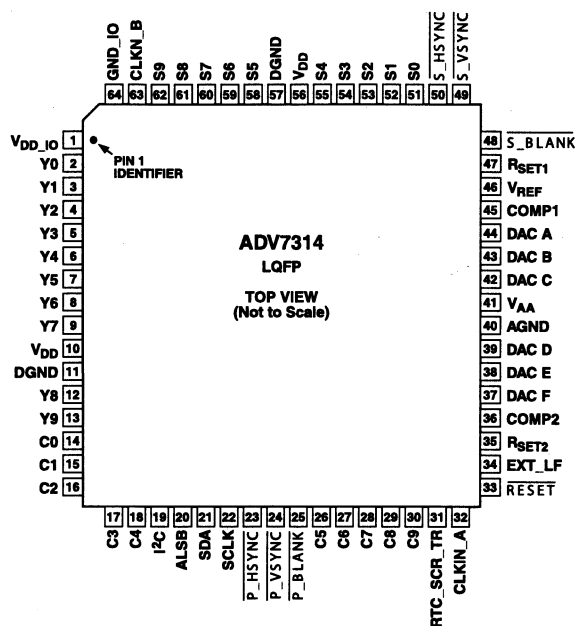 GND_IO 64
CLKN_B 63
S9 62
S8 61
S7 60
S6 59
S5 58
DGND 57
VDD 56
S4 55
S3 54
S2 53
S1 52
S0 51
S_HSYNC 50
S_VSYNC 49
VDD_IO 1
Y0 2
Y1 3
Y2 4
Y3 5
Y4 6
Y5 7
Y6 8
Y7 9
VDD 10
DGND 11
Y8 12
Y9 13
C0 14
C1 15
C2 16
PIN 1
IDENTIFIER
ADV7314
LQFP
TOP VIEW
(Not to Scale)
48 S_BLANK
47 RSET1
46 VREF
45 COMP1
44 DAC A
43 DAC B
42 DAC C
41 VAA
40 AGND
39 DAC D
38 DAC E
37 DAC F
36 COMP2
35 RSET2
34 EXT_LF
33 RESET
17 C3
18 C4
19 I²C
20 ALSB
21 SDA
22 SCLK
23 P_HSYNC
24 P_VSYNC
25 P_BLANK
26 C5
27 C6
28 C7
29 C8
30 C9
31 RTC_SCR_TR
32 CLKIN_A